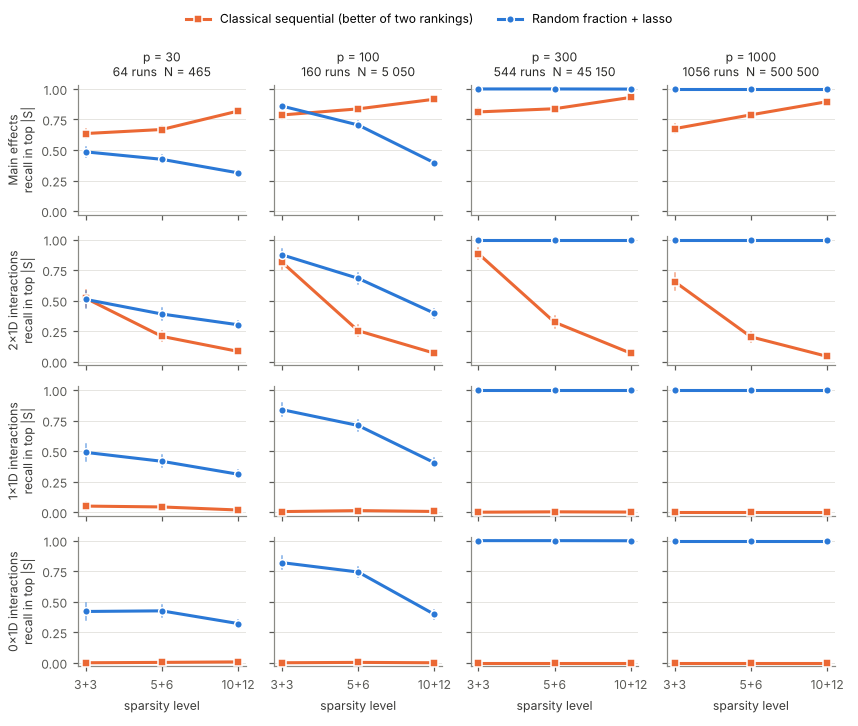 Classical sequential (better of two rankings) Random fraction + lasso
p = 30 p = 100 p = 300 p = 1000
64 runs N = 465 160 runs N = 5 050 544 runs N = 45 150 1056 runs N = 500 500
Main effects
recall in top |S|
1.00
0.75
0.50
0.25
0.00
2×1D interactions
recall in top |S|
1.00
0.75
0.50
0.25
0.00
1×1D interactions
recall in top |S|
1.00
0.75
0.50
0.25
0.00
0×1D interactions
recall in top |S|
1.00
0.75
0.50
0.25
0.00
3+3 5+6 10+12 3+3 5+6 10+12 3+3 5+6 10+12 3+3 5+6 10+12
sparsity level sparsity level sparsity level sparsity level